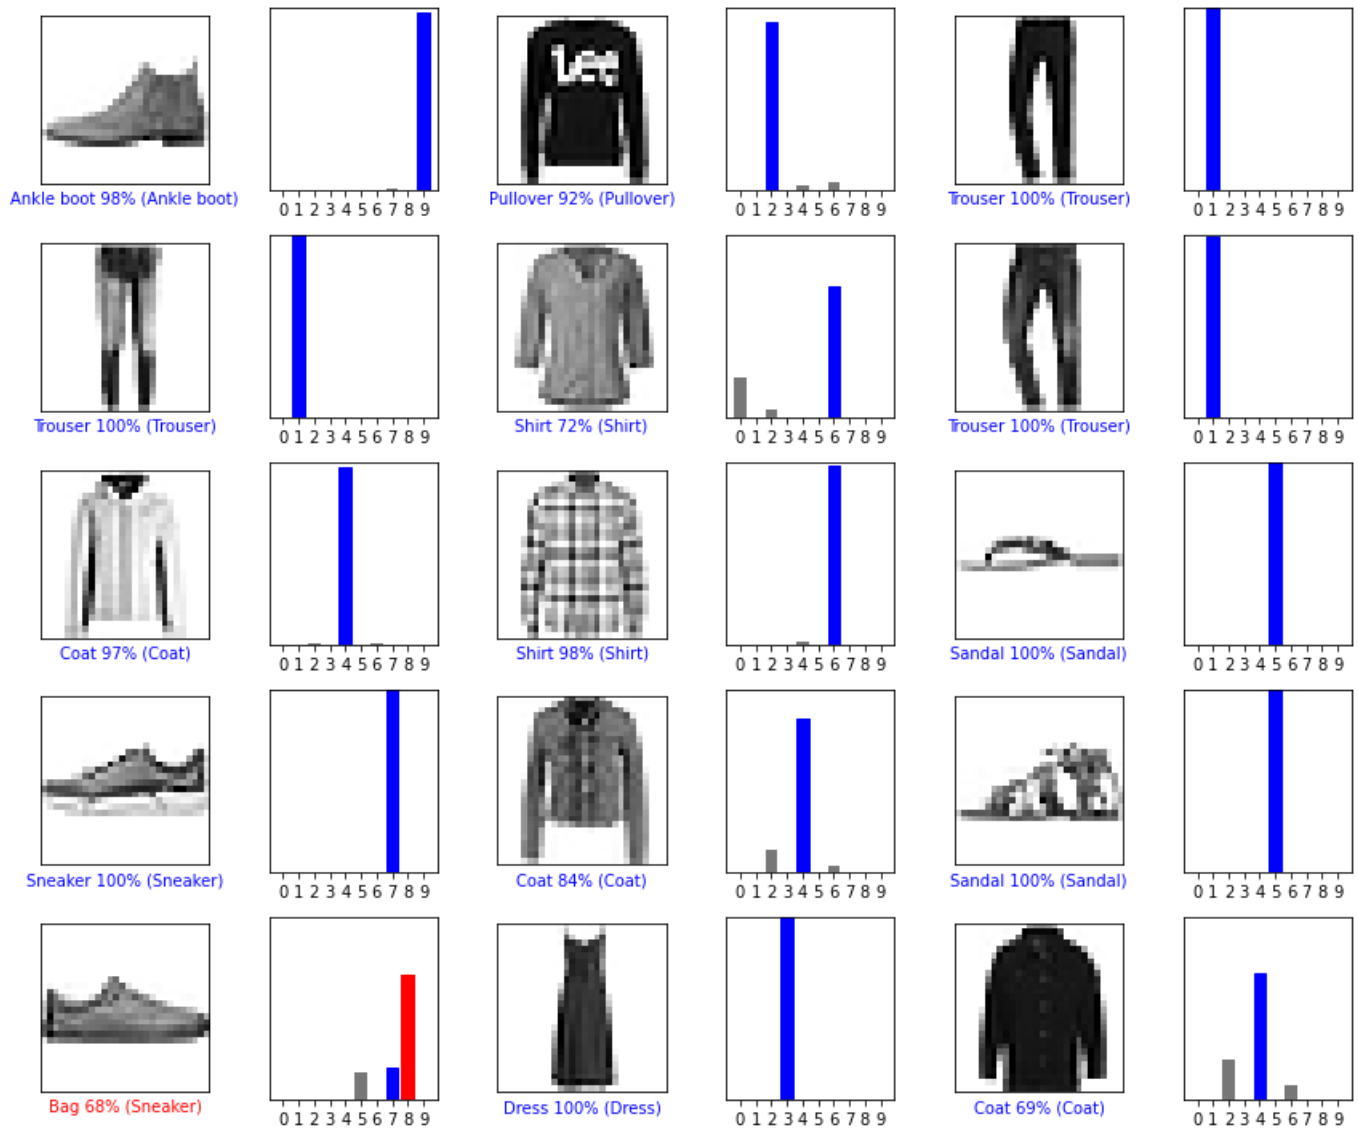 Lee
0 1 2 3 4 5 6 7 8 9
0 1 2 3 4 5 6 7 8 9
0 1 2 3 4 5 6 7 8 9
Ankle boot 98% (Ankle boot)
Pullover 92% (Pullover)
Trouser 100% (Trouser)
0 1 2 3 4 5 6 7 8 9
0 1 2 3 4 5 6 7 8 9
0 1 2 3 4 5 6 7 8 9
Trouser 100% (Trouser)
Shirt 72% (Shirt)
Trouser 100% (Trouser)
0 1 2 3 4 5 6 7 8 9
0 1 2 3 4 5 6 7 8 9
0 1 2 3 4 5 6 7 8 9
Coat 97% (Coat)
Shirt 98% (Shirt)
Sandal 100% (Sandal)
0 1 2 3 4 5 6 7 8 9
0 1 2 3 4 5 6 7 8 9
0 1 2 3 4 5 6 7 8 9
Sneaker 100% (Sneaker)
Coat 84% (Coat)
Sandal 100% (Sandal)
0 1 2 3 4 5 6 7 8 9
0 1 2 3 4 5 6 7 8 9
0 1 2 3 4 5 6 7 8 9
Bag 68% (Sneaker)
Dress 100% (Dress)
Coat 69% (Coat)